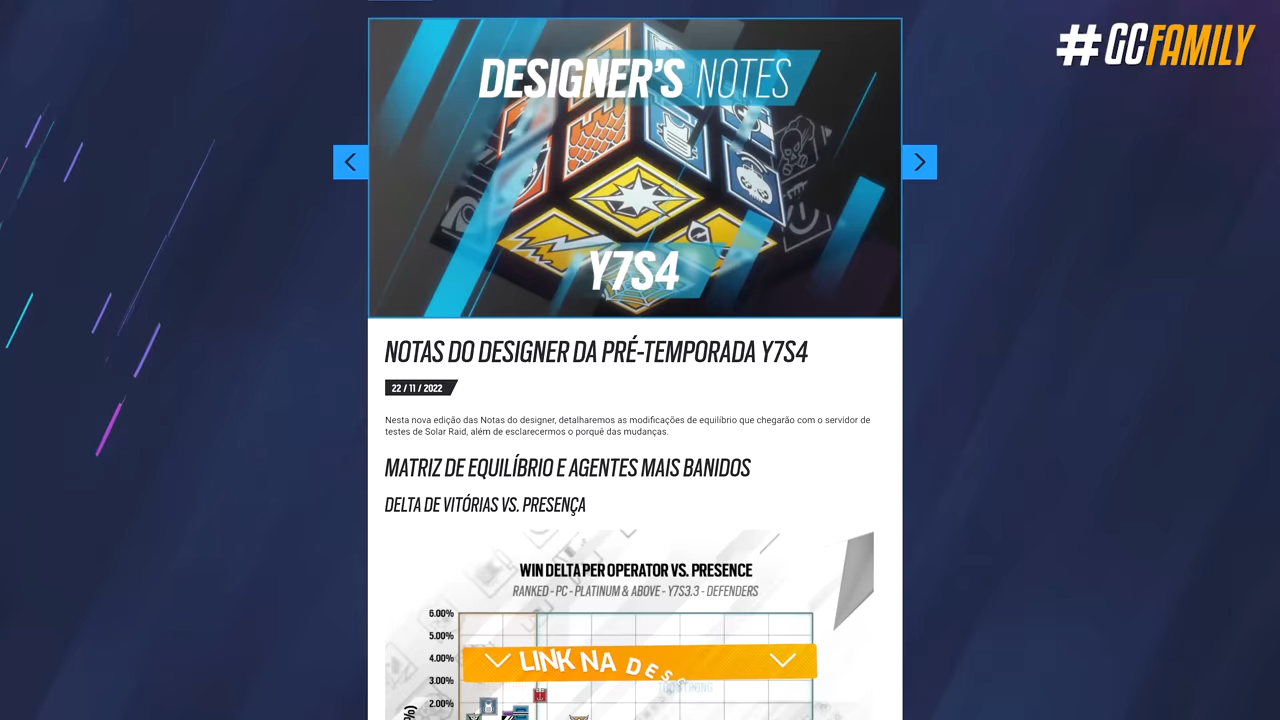 #GCFAMILY
DESIGNER'S NOTES
Y7S4
NOTAS DO DESIGNER DA PRÉ-TEMPORADA Y7S4
22 / 11 / 2022
Nesta nova edição das Notas do designer, detalharemos as modificações de equilíbrio que chegarão com o servidor de
testes de Solar Raid, além de esclarecermos o porquê das mudanças.
MATRIZ DE EQUILÍBRIO E AGENTES MAIS BANIDOS
DELTA DE VITÓRIAS VS. PRESENÇA
WIN DELTA PER OPERATOR VS. PRESENCE
RANKED - PC - PLATINUM & ABOVE - Y7S3.3 - DEFENDERS
6.00%
5.00%
4.00%
LINK NA DES
3.00%
TOO STRONG
2.00%